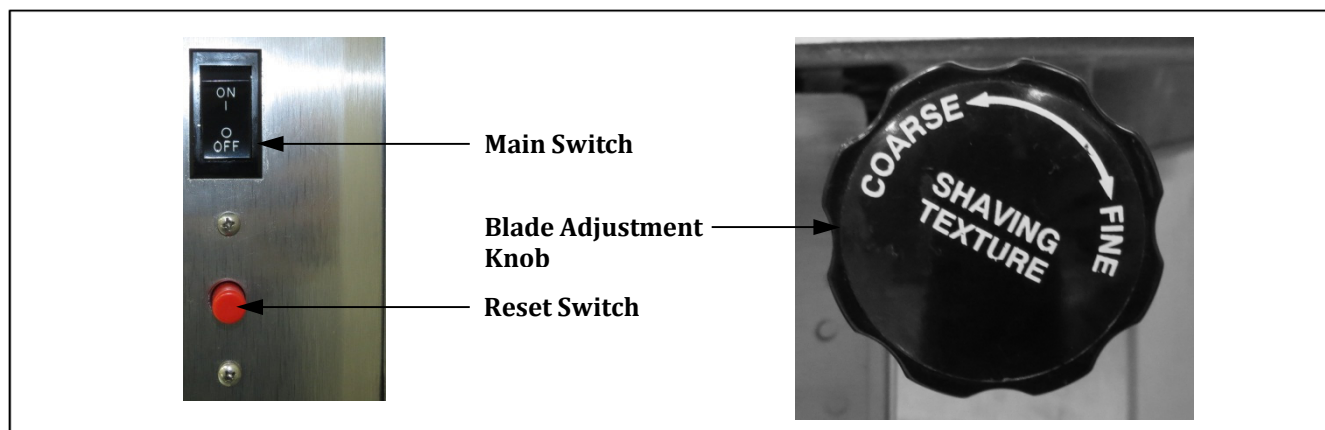 ON
I
O
OFF
Main Switch
Blade Adjustment
Knob
Reset Switch
COARSE
FINE
SHAVING
TEXTURE